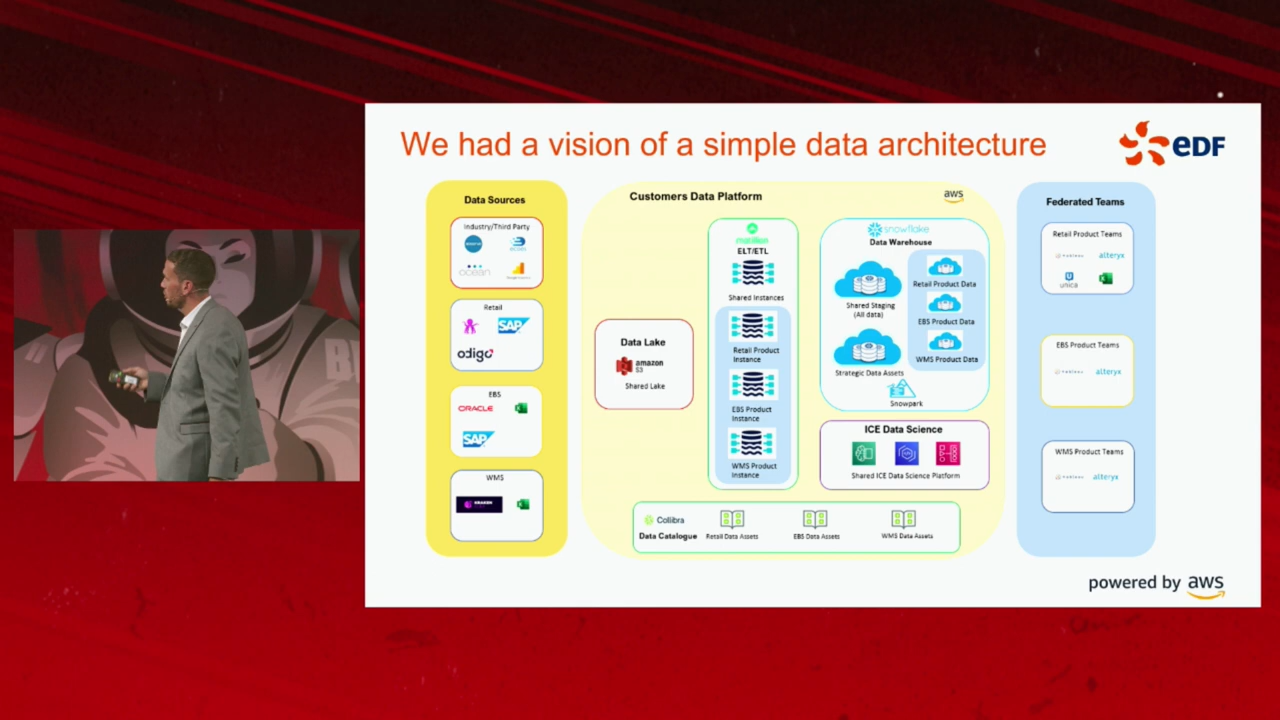 We had a vision of a simple data architecture
eDF
Data Sources
Industry/Third Party
ocean
Retail
SAP
odigo
EBS
ORACLE
SAP
WMS
KRAKEN
Customers Data Platform
aws
Data Lake
amazon
S3
Shared Lake
matillion
ELT/ETL
Shared Instances
Retail Product
Instance
EBS Product
Instance
WMS Product
Instance
snowflake
Data Warehouse
Shared Staging
(All data)
Strategic Data Assets
Retail Product Data
EBS Product Data
WMS Product Data
Snowpark
ICE Data Science
Shared ICE Data Science Platform
Collibra
Data Catalogue
Retail Data Assets
EBS Data Assets
WMS Data Assets
Federated Teams
Retail Product Teams
tableau
alteryx
unica
EBS Product Teams
tableau
alteryx
WMS Product Teams
tableau
alteryx
powered by aws